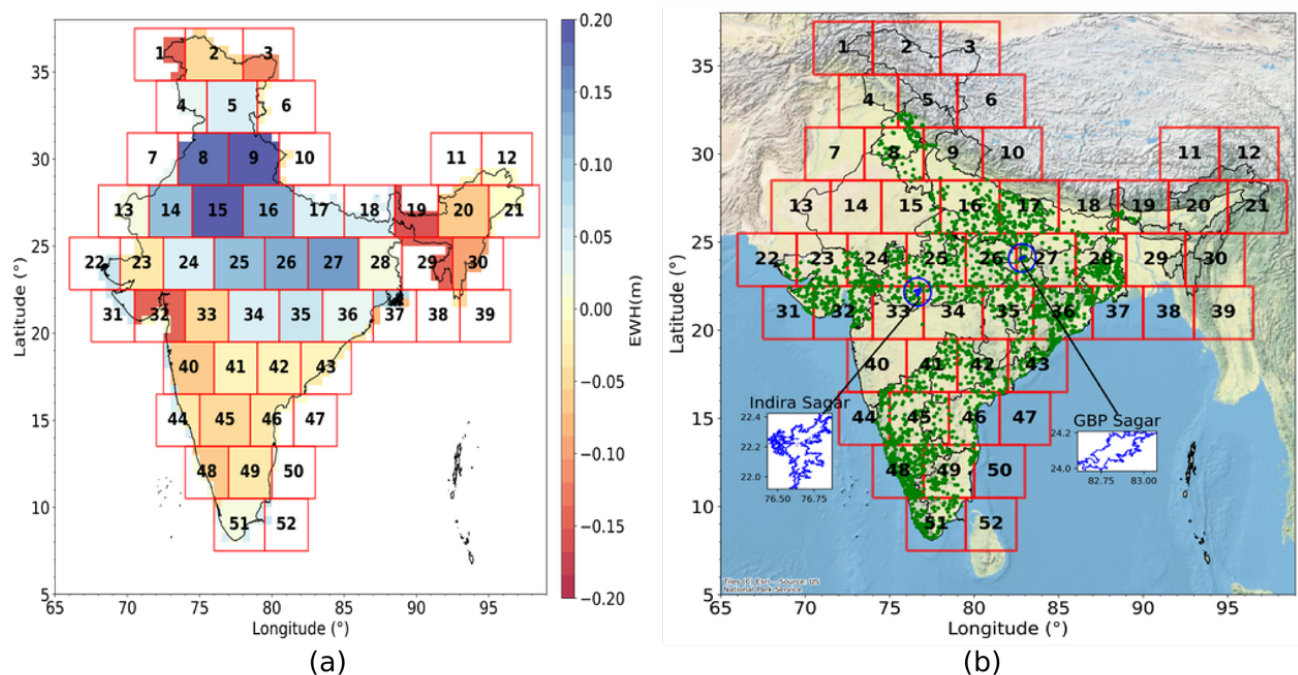 0.20
0.15
0.10
0.05
0.00
−0.05
−0.10
−0.15
−0.20
EWH(m)
35
30
25
20
15
10
5
Latitude (°)
65 70 75 80 85 90 95
Longitude (°)
1 2 3
4 5 6
7 8 9 10 11 12
13 14 15 16 17 18 19 20 21
22 23 24 25 26 27 28 29 30
31 32 33 34 35 36 37 38 39
40 41 42 43
44 45 46 47
48 49 50
51 52
(a)
35
30
25
20
15
10
5
Latitude (°)
65 70 75 80 85 90 95
Longitude (°)
1 2 3
4 5 6
7 8 9 10 11 12
13 14 15 16 17 18 19 20 21
22 23 24 25 26 27 28 29 30
31 32 33 34 35 36 37 38 39
40 41 42 43
44 45 46 47
48 49 50
51 52
Indira Sagar
22.4
22.2
22.0
76.50 76.75
GBP Sagar
24.2
24.0
82.75 83.00
Source: US
National Park Service
(b)